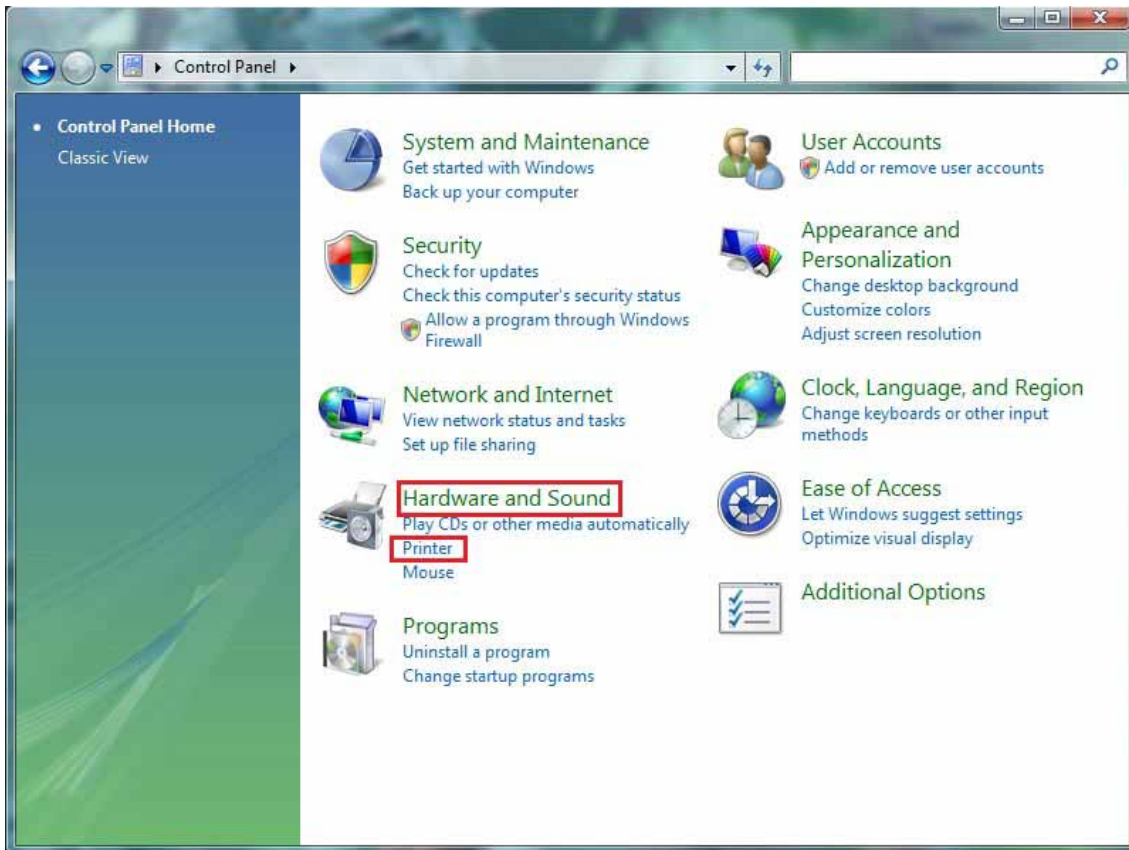 Control Panel
Control Panel Home
Classic View
System and Maintenance
Get started with Windows
Back up your computer
Security
Check for updates
Check this computer's security status
Allow a program through Windows
Firewall
Network and Internet
View network status and tasks
Set up file sharing
Hardware and Sound
Play CDs or other media automatically
Printer
Mouse
Programs
Uninstall a program
Change startup programs
User Accounts
Add or remove user accounts
Appearance and
Personalization
Change desktop background
Customize colors
Adjust screen resolution
Clock, Language, and Region
Change keyboards or other input
methods
Ease of Access
Let Windows suggest settings
Optimize visual display
Additional Options